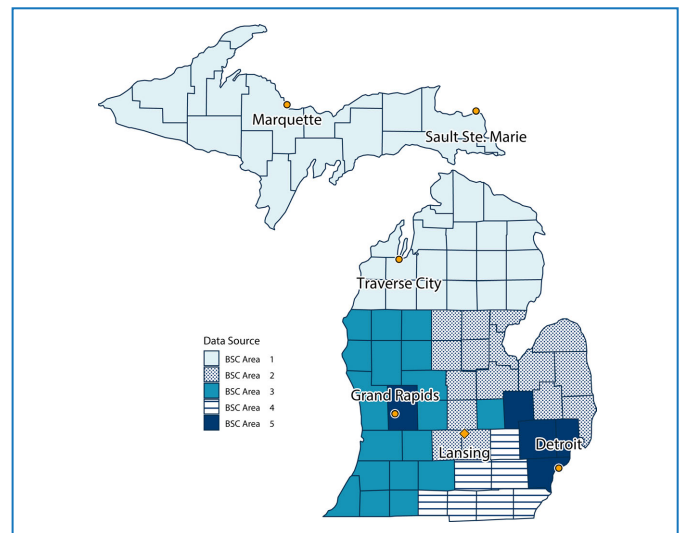 Marquette
Sault Ste. Marie
Traverse City
Data Source
BSC Area 1
BSC Area 2
BSC Area 3
BSC Area 4
BSC Area 5
Grand Rapids
Lansing
Detroit